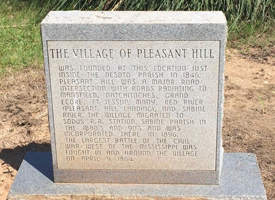 THE VILLAGE OF PLEASANT HILL
WAS FOUNDED AT THIS LOCATION JUST
INSIDE THE DESOTO PARISH IN 1846.
PLEASANT HILL WAS A MAJOR ROAD
INTERSECTION WITH ROADS RADIATING TO
MANSFIELD, NATCHITOCHES, GRAND
ECORE, FT. JESSUP, MANY, RED RIVER
(PLEASANT HILL LANDING), AND SABINE
RIVER. THE VILLAGE MIGRATED TO
SODUS R.R. STATION, SABINE PARISH IN
THE 1880'S AND 90'S AND WAS
INCORPORATED THERE IN 1896.
THE LARGEST BATTLE OF THE CIVIL
WAR WEST OF THE MISSISSIPPI WAS
FOUGHT IN AND AROUND THE VILLAGE
ON APRIL 9, 1864.